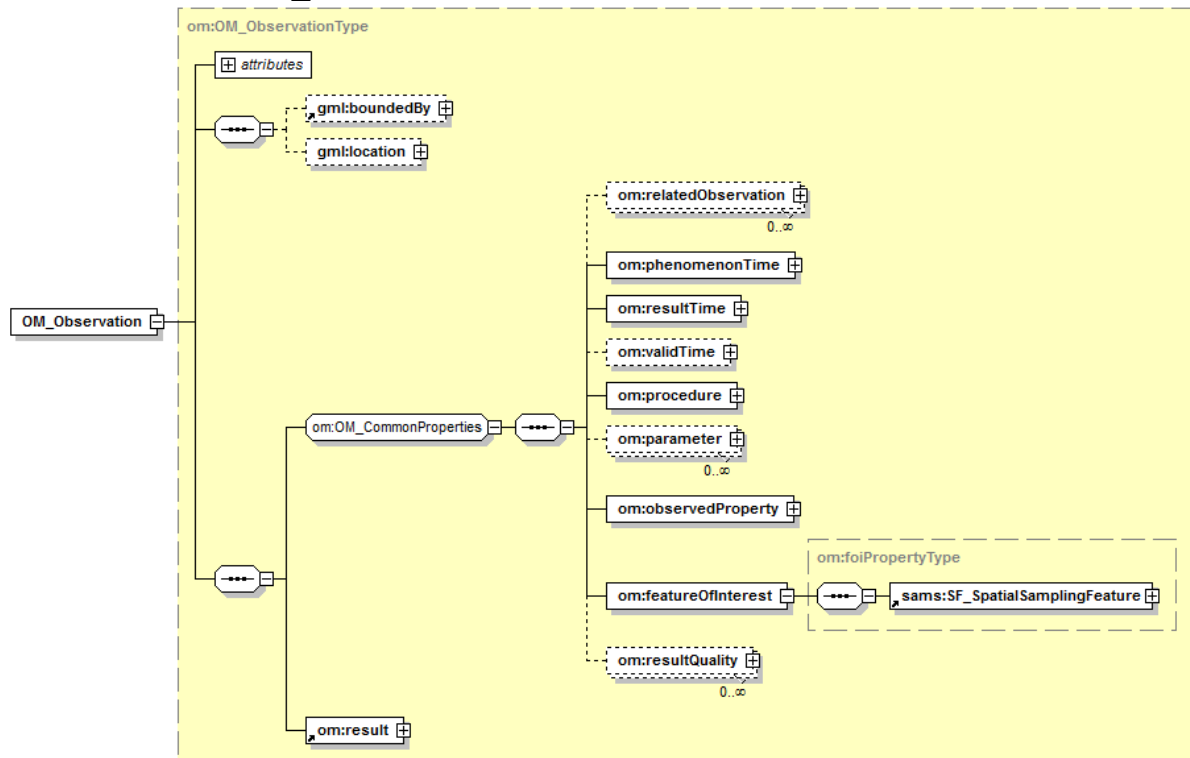 om:OM_ObservationType
attributes
gml:boundedBy
gml:location
om:relatedObservation
0..∞
om:phenomenonTime
om:resultTime
OM_Observation
om:validTime
om:procedure
om:OM_CommonProperties
om:parameter
0..∞
om:observedProperty
om:foiPropertyType
om:featureOfInterest
sams:SF_SpatialSamplingFeature
om:resultQuality
0..∞
om:result